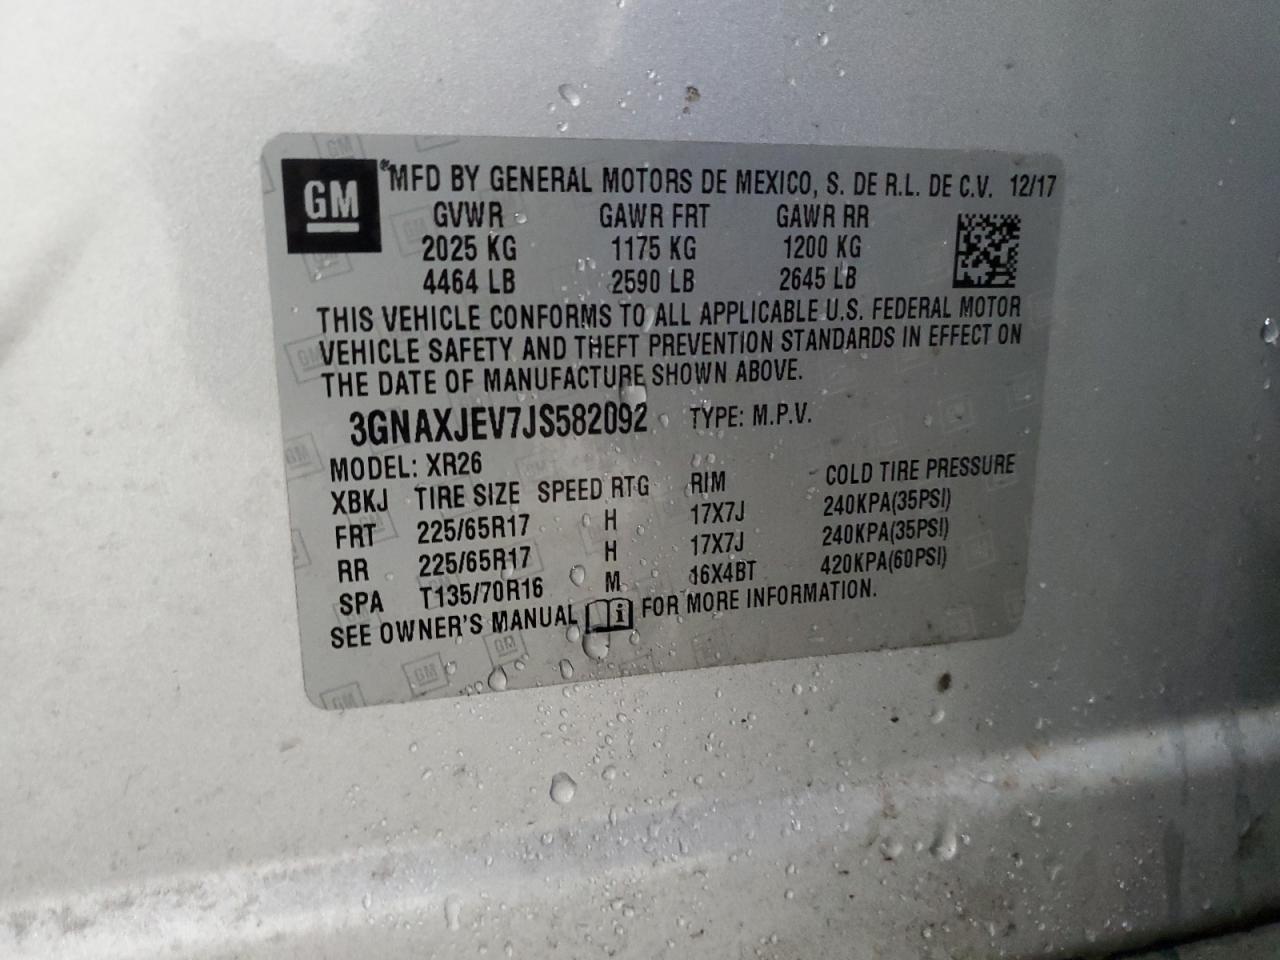 GM
MFD BY GENERAL MOTORS DE MEXICO, S. DE R.L. DE C.V. 12/17
GVWR GAWR FRT GAWR RR
2025 KG 1175 KG 1200 KG
4464 LB 2590 LB 2645 LB
THIS VEHICLE CONFORMS TO ALL APPLICABLE U.S. FEDERAL MOTOR
VEHICLE SAFETY AND THEFT PREVENTION STANDARDS IN EFFECT ON
THE DATE OF MANUFACTURE SHOWN ABOVE.
3GNAXJEV7JS582092 TYPE: M.P.V.
MODEL: XR26
XBKJ TIRE SIZE SPEED RTG RIM COLD TIRE PRESSURE
FRT 225/65R17 H 17X7J 240KPA(35PSI)
RR 225/65R17 H 17X7J 240KPA(35PSI)
SPA T135/70R16 M 16X4BT 420KPA(60PSI)
SEE OWNER'S MANUAL i FOR MORE INFORMATION.